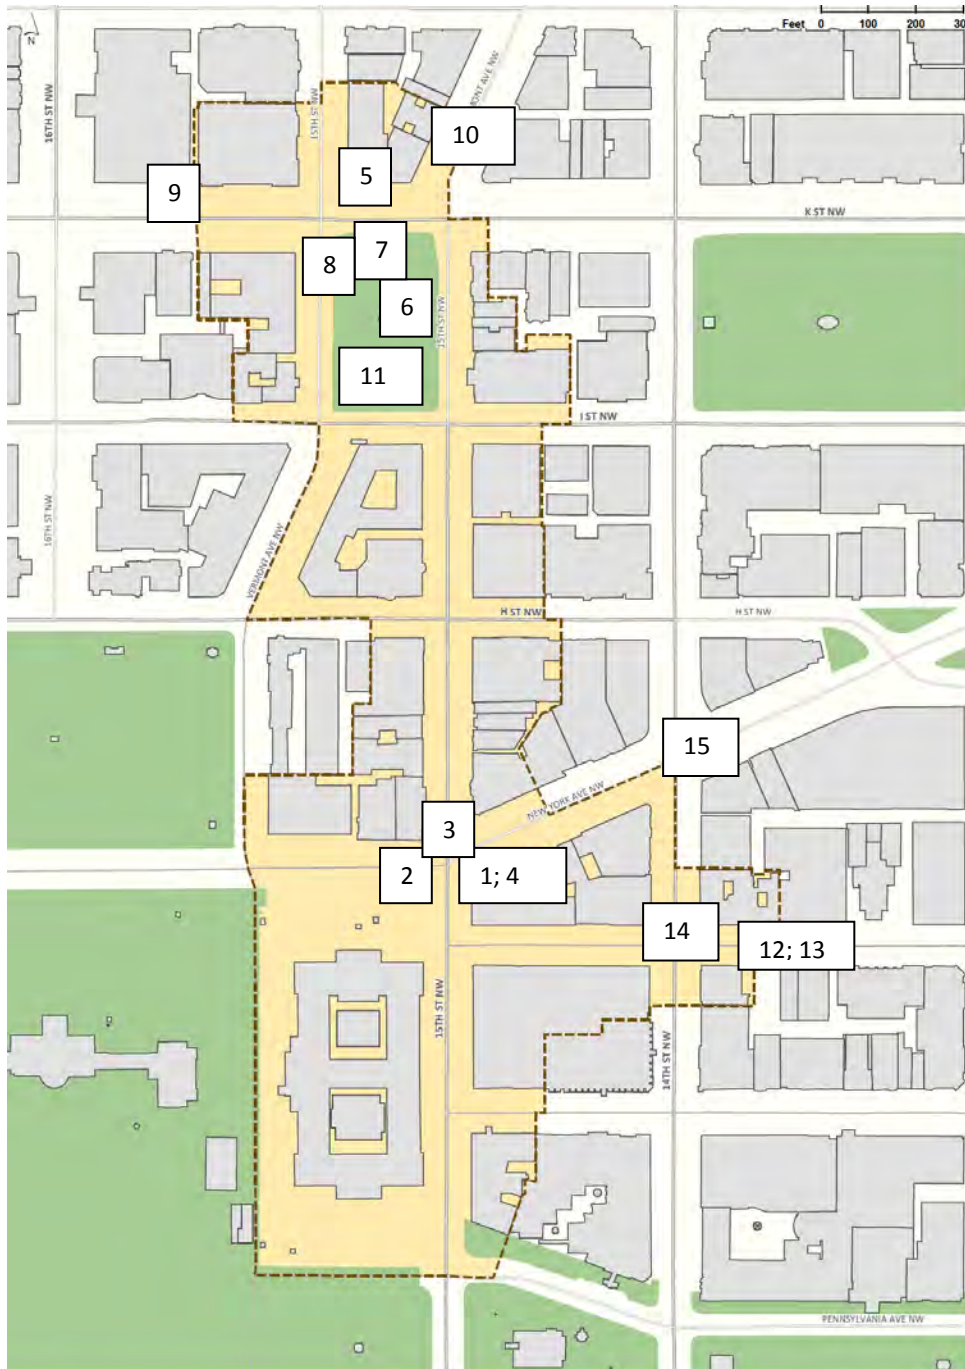 Feet 0 100 200 30
N
16TH ST NW
15TH ST NW
MONT AVE NW
10
5
9
K ST NW
7
8
6
15TH ST NW
11
I ST NW
16TH ST NW
VERMONT AVE NW
H ST NW
H ST NW
15
NEW YORK AVE NW
3
2
1; 4
14
12; 13
15TH ST NW
14TH ST NW
PENNSYLVANIA AVE NW